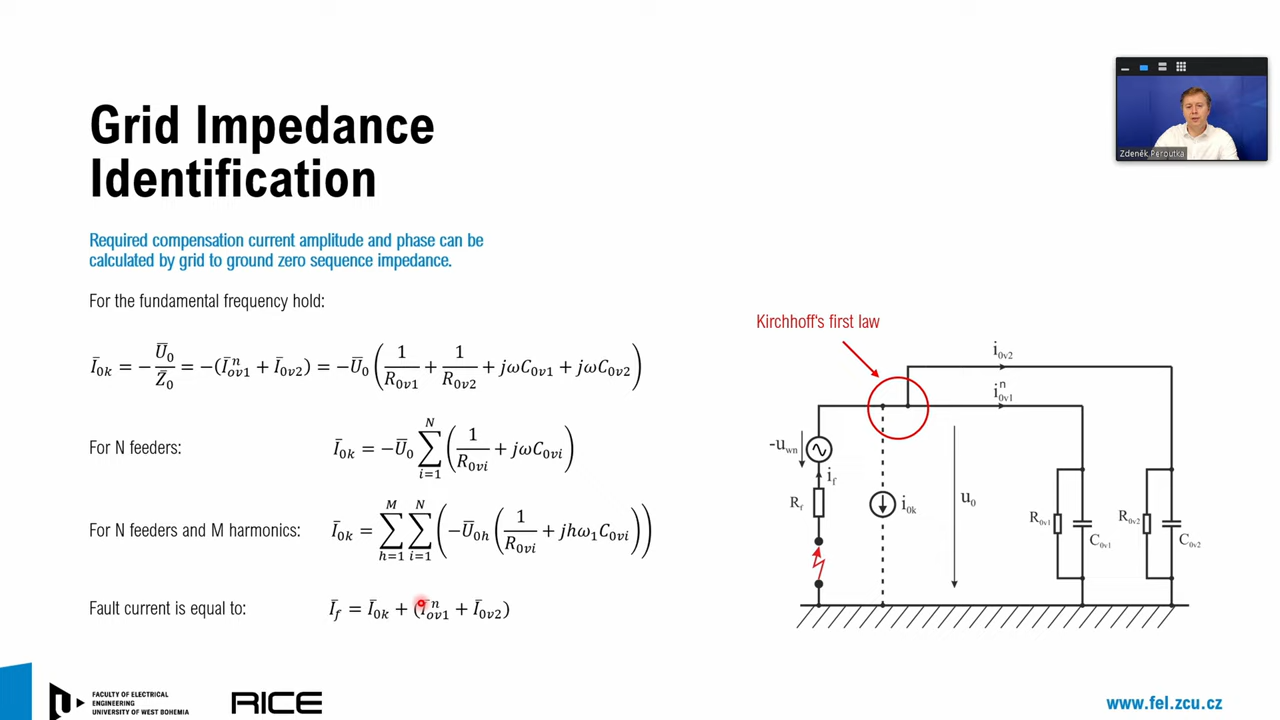 Grid Impedance
Identification
Required compensation current amplitude and phase can be
calculated by grid to ground zero sequence impedance.
For the fundamental frequency hold:
Ī₀ₖ = −Ū₀/Z̄₀ = −(Īⁿₒᵥ₁ + Ī₀ᵥ₂) = −Ū₀(1/R₀ᵥ₁ + 1/R₀ᵥ₂ + jωC₀ᵥ₁ + jωC₀ᵥ₂)
For N feeders: Ī₀ₖ = −Ū₀ ∑ᵢ₌₁ᴺ (1/R₀ᵥᵢ + jωC₀ᵥᵢ)
For N feeders and M harmonics: Ī₀ₖ = ∑ₕ₌₁ᴹ ∑ᵢ₌₁ᴺ (−Ū₀ₕ (1/R₀ᵥᵢ + jhω₁C₀ᵥᵢ))
Fault current is equal to: Ī_f = Ī₀ₖ + (Īⁿₒᵥ₁ + Ī₀ᵥ₂)
Zdeněk Peroutka
Kirchhoff's first law
i₀ᵥ₂
iⁿ₀ᵥ₁
-u_wn
i_f
R_f
i₀ₖ
u₀
R₀ᵥ₁
C₀ᵥ₁
R₀ᵥ₂
C₀ᵥ₂
FACULTY OF ELECTRICAL
ENGINEERING
UNIVERSITY OF WEST BOHEMIA
RICE
www.fel.zcu.cz